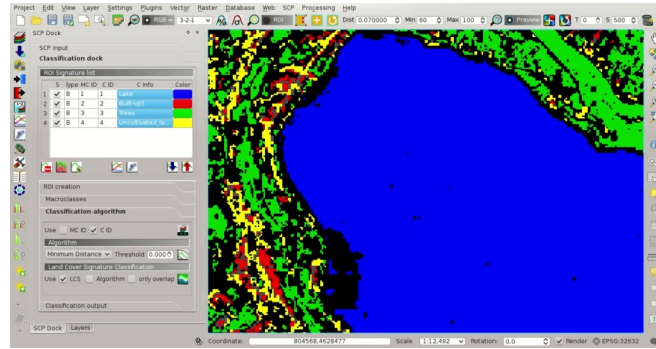 Project Edit View Layer Settings Plugins Vector Raster Database Web SCP Processing Help
RGB = 3-2-1 ROI Dist 0.070000 Min 60 Max 100 Preview T 0 S 500
SCP Dock
SCP input
Classification dock
ROI Signature list
S Type MC ID C ID C Info Color
1 B 1 1 Lake
2 B 2 2 Built-up1
3 B 3 3 Trees
4 B 4 4 Uncultivated_la
ROI creation
Macroclasses
Classification algorithm
Use MC ID C ID
Algorithm
Minimum Distance Threshold 0.000
Land Cover Signature Classification
Use LCS Algorithm only overlap
Classification output
SCP Dock Layers
Coordinate: 804568,4628477 Scale 1:12,492 Rotation: 0.0 Render EPSG:32632